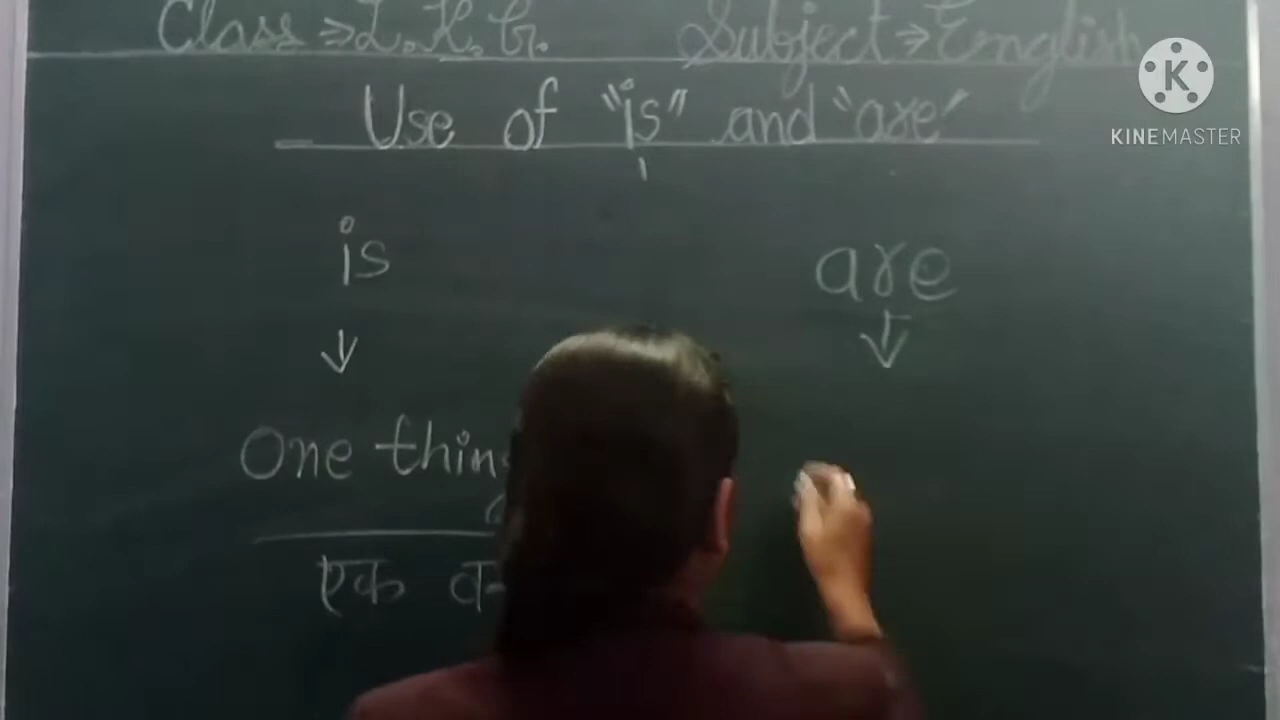 Class ⇒ L.K.G. Subject ⇒ English
Use of "is" and "are"
is are
↓ ↓
One thing
एक
K
KINEMASTER